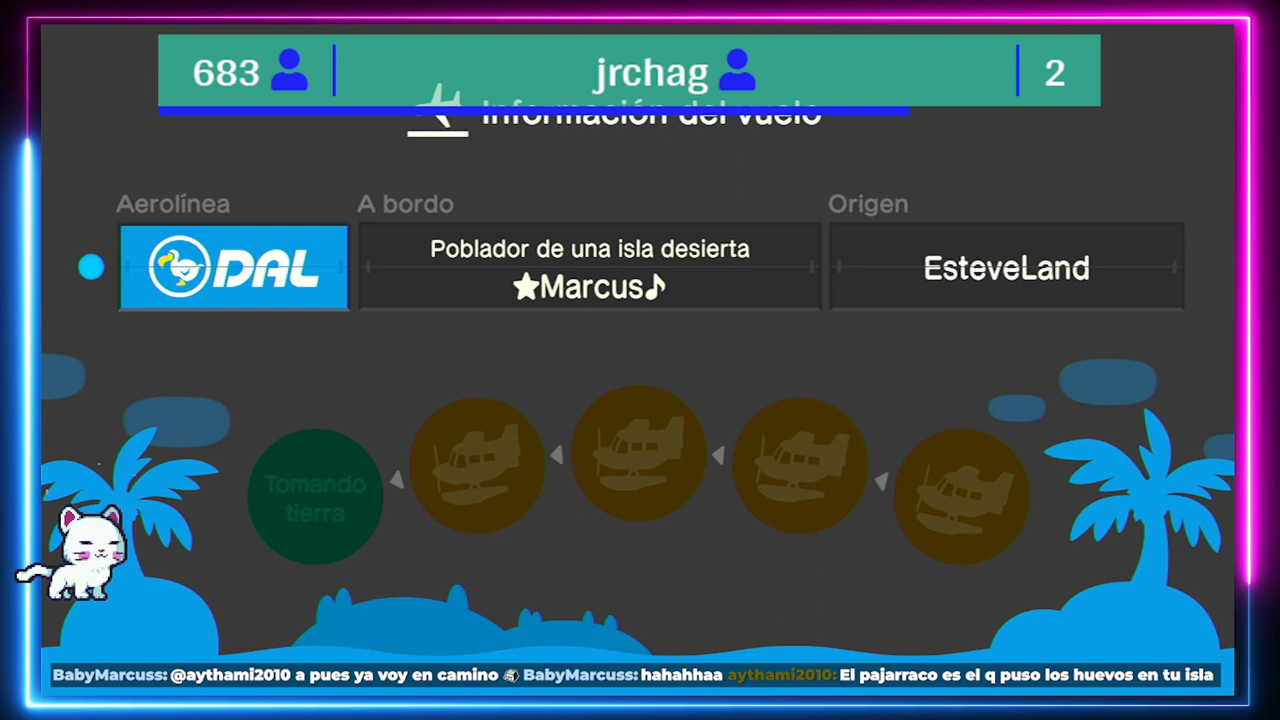 683 jrchag 2
Información del vuelo
Aerolínea A bordo Origen
DAL
Poblador de una isla desierta
★Marcus♪
EsteveLand
Tomando
tierra
BabyMarcuss: @aythami2010 a pues ya voy en camino BabyMarcuss: hahahhaa aythami2010: El pajarraco es el q puso los huevos en tu isla